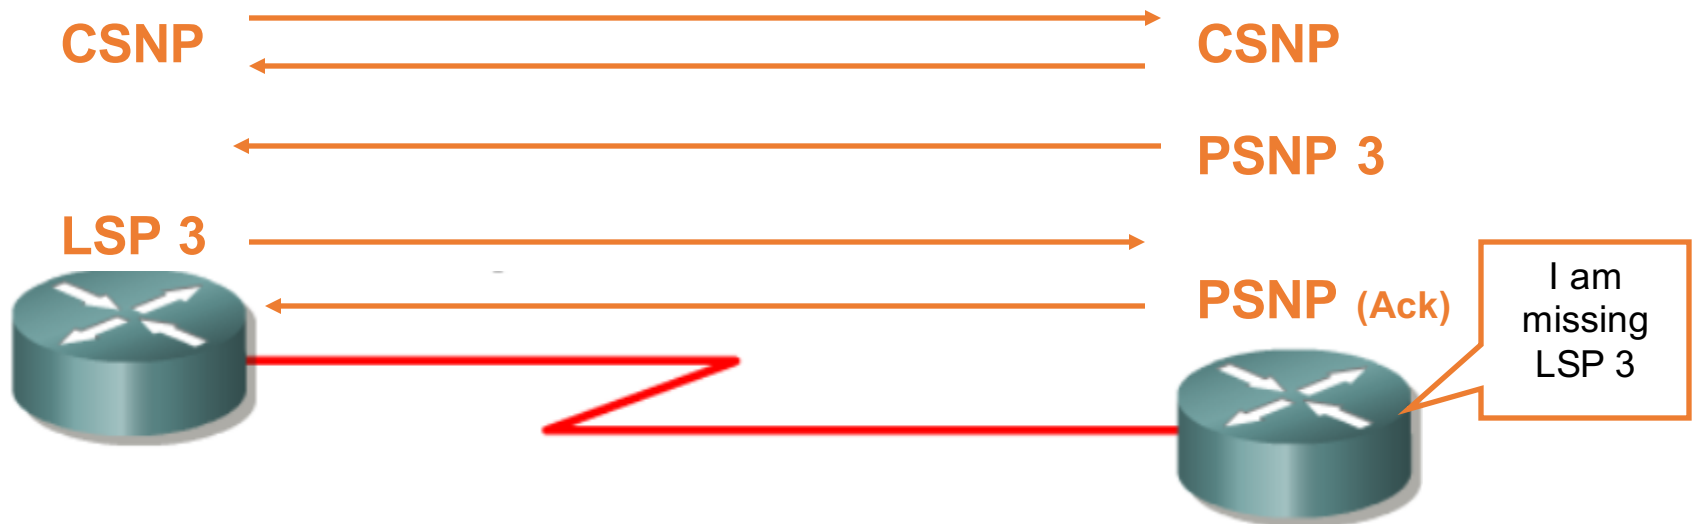 CSNP
CSNP
PSNP 3
LSP 3
PSNP (Ack)
I am
missing
LSP 3